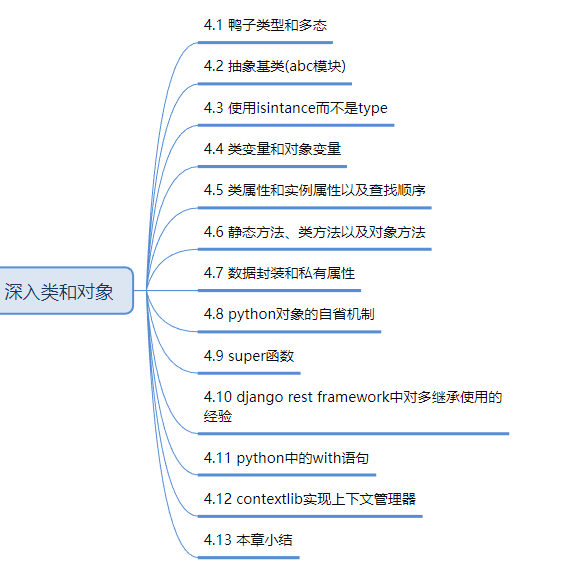 深入类和对象
4.1 鸭子类型和多态
4.2 抽象基类(abc模块)
4.3 使用isintance而不是type
4.4 类变量和对象变量
4.5 类属性和实例属性以及查找顺序
4.6 静态方法、类方法以及对象方法
4.7 数据封装和私有属性
4.8 python对象的自省机制
4.9 super函数
4.10 django rest framework中对多继承使用的
经验
4.11 python中的with语句
4.12 contextlib实现上下文管理器
4.13 本章小结